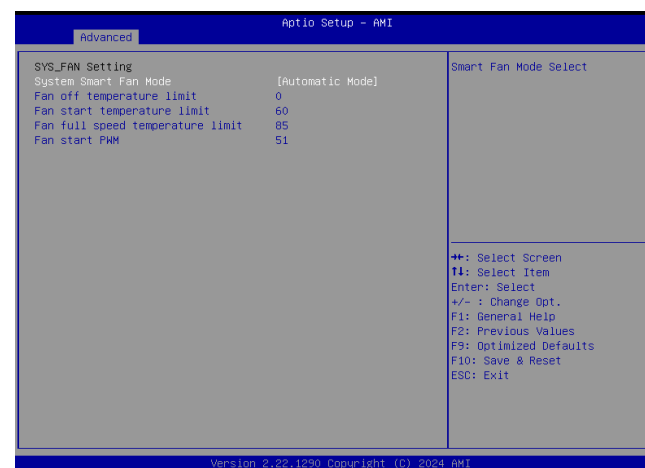 Aptio Setup – AMI
Advanced
SYS_FAN Setting
System Smart Fan Mode [Automatic Mode]
Fan off temperature limit 0
Fan start temperature limit 60
Fan full speed temperature limit 85
Fan start PWM 51
Smart Fan Mode Select
→←: Select Screen
↑↓: Select Item
Enter: Select
+/- : Change Opt.
F1: General Help
F2: Previous Values
F9: Optimized Defaults
F10: Save & Reset
ESC: Exit
Version 2.22.1290 Copyright (C) 2024 AMI